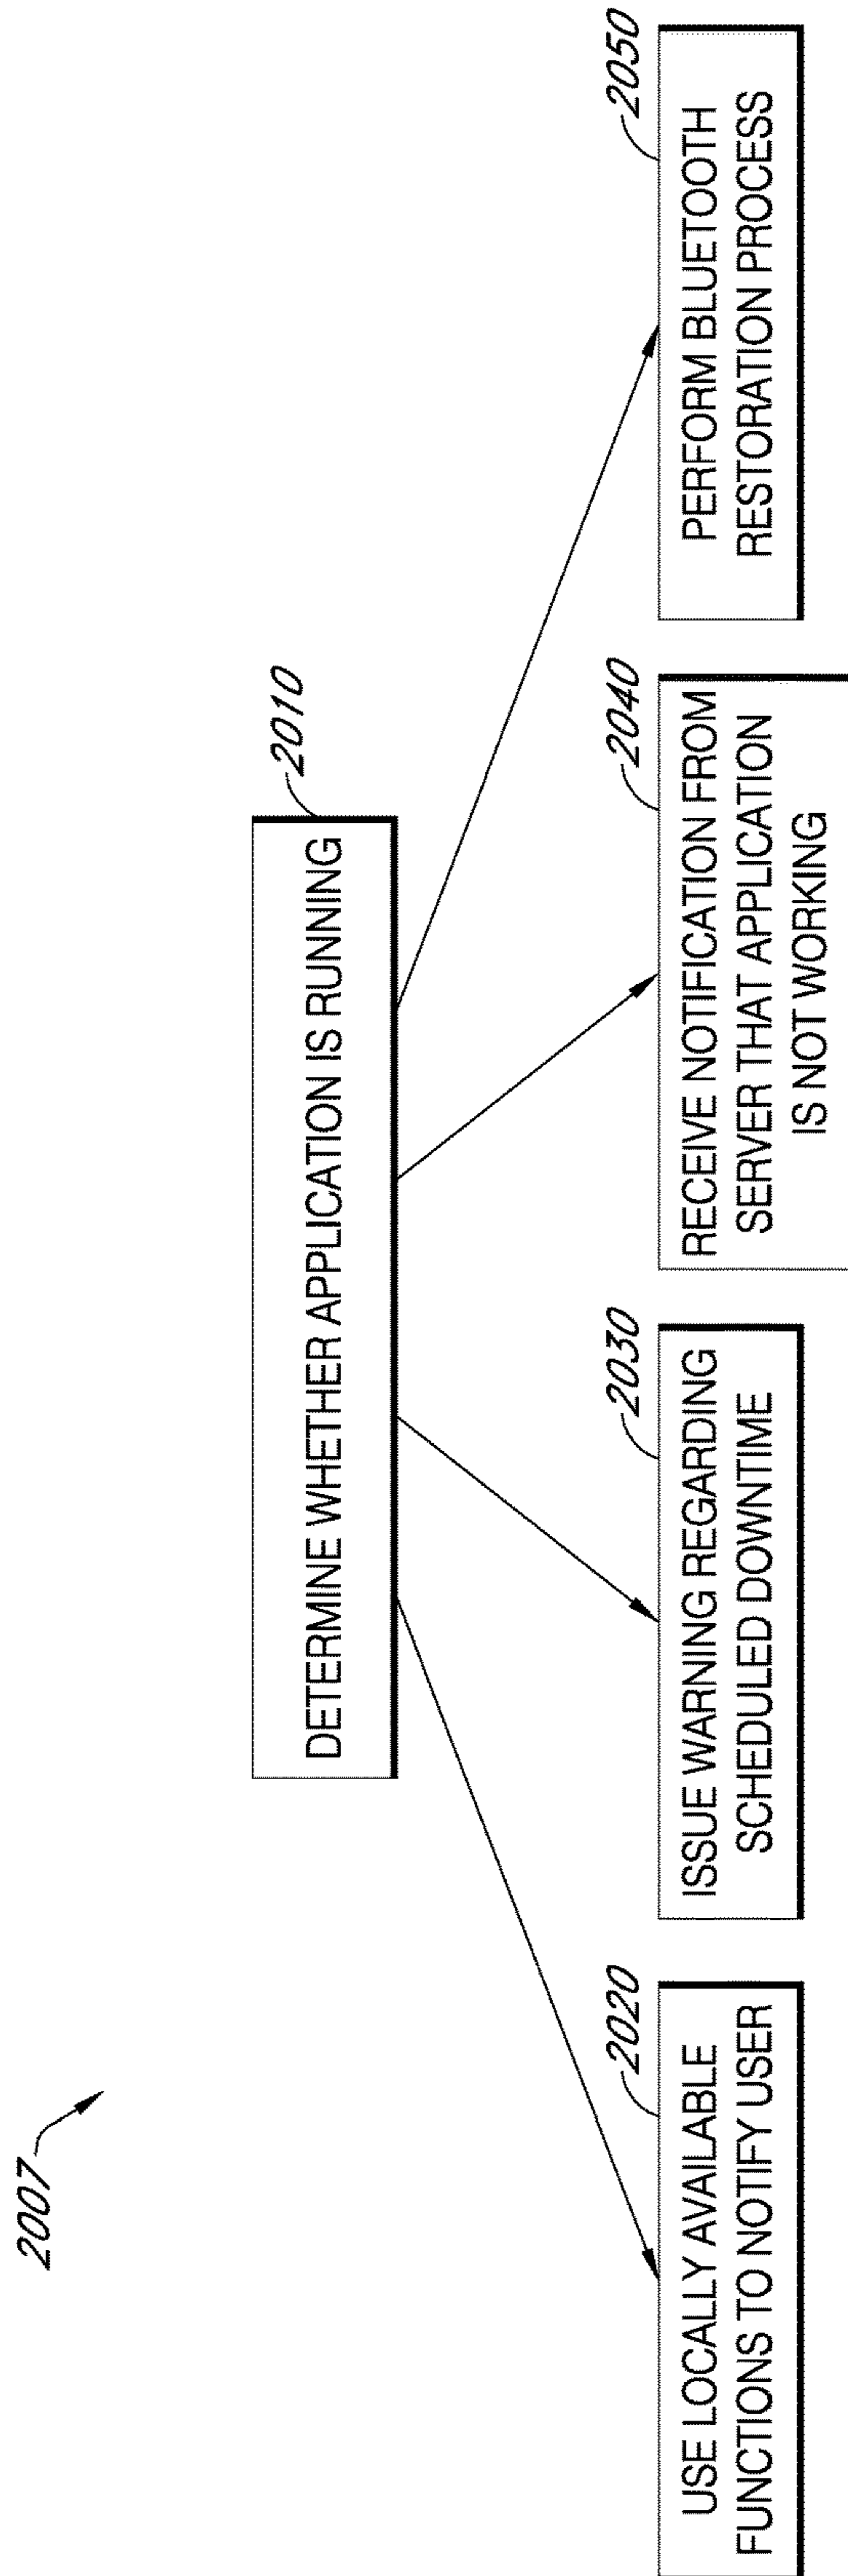 2007
2010
DETERMINE WHETHER APPLICATION IS RUNNING
2020
USE LOCALLY AVAILABLE
FUNCTIONS TO NOTIFY USER
2030
ISSUE WARNING REGARDING
SCHEDULED DOWNTIME
2040
RECEIVE NOTIFICATION FROM
SERVER THAT APPLICATION
IS NOT WORKING
2050
PERFORM BLUETOOTH
RESTORATION PROCESS